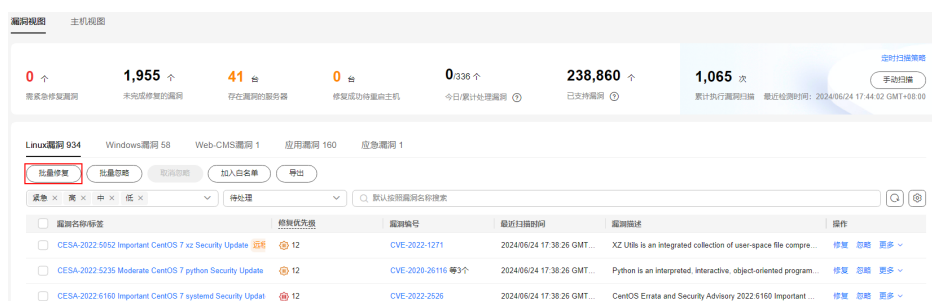 漏洞视图 主机视图
定时扫描策略
0 个 1,955 个 41 台 0 台 0/336 个 238,860 个 1,065 次 手动扫描
需紧急修复漏洞 未完成修复的漏洞 存在漏洞的服务器 修复成功待重启主机 今日/累计处理漏洞 已支持漏洞 累计执行漏洞扫描 最近检测时间：2024/06/24 17:44:02 GMT+08:00
Linux漏洞 934 Windows漏洞 58 Web-CMS漏洞 1 应用漏洞 160 应急漏洞 1
批量修复 批量忽略 取消忽略 加入白名单 导出
紧急 × 高 × 中 × 低 × 待处理 默认按照漏洞名称搜索
漏洞名称/标签 修复优先级 漏洞编号 最近扫描时间 漏洞描述 操作
CESA-2022:5052 Important CentOS 7 xz Security Update 12 CVE-2022-1271 2024/06/24 17:38:26 GMT... XZ Utils is an integrated collection of user-space file compre... 修复 忽略 更多
CESA-2022:5235 Moderate CentOS 7 python Security Update 12 CVE-2020-26116 等3个 2024/06/24 17:38:26 GMT... Python is an interpreted, interactive, object-oriented program... 修复 忽略 更多
CESA-2022:6160 Important CentOS 7 systemd Security Updat 12 CVE-2022-2526 2024/06/24 17:38:26 GMT... CentOS Errata and Security Advisory 2022:6160 Important ... 修复 忽略 更多